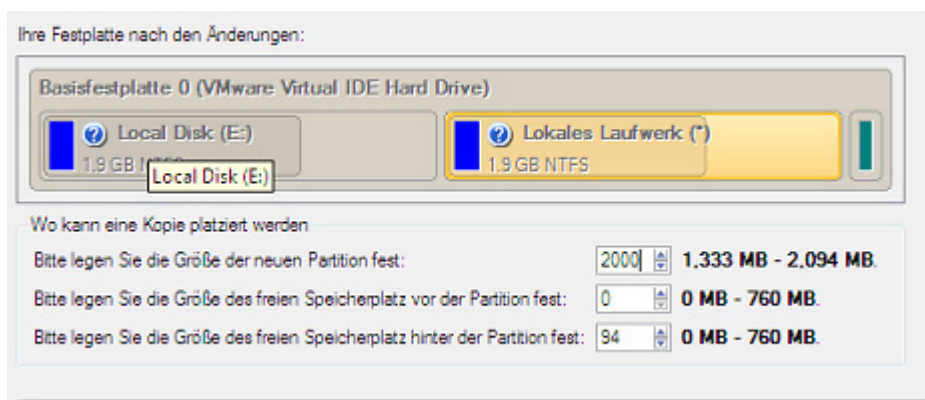 Ihre Festplatte nach den Änderungen:
Basisfestplatte 0 (VMware Virtual IDE Hard Drive)
Local Disk (E:)
1.9 GB
Local Disk (E:)
Lokales Laufwerk (*)
1.9 GB NTFS
Wo kann eine Kopie platziert werden
Bitte legen Sie die Größe der neuen Partition fest: 2000 1,333 MB - 2,094 MB.
Bitte legen Sie die Größe des freien Speicherplatz vor der Partition fest: 0 0 MB - 760 MB.
Bitte legen Sie die Größe des freien Speicherplatz hinter der Partition fest: 94 0 MB - 760 MB.